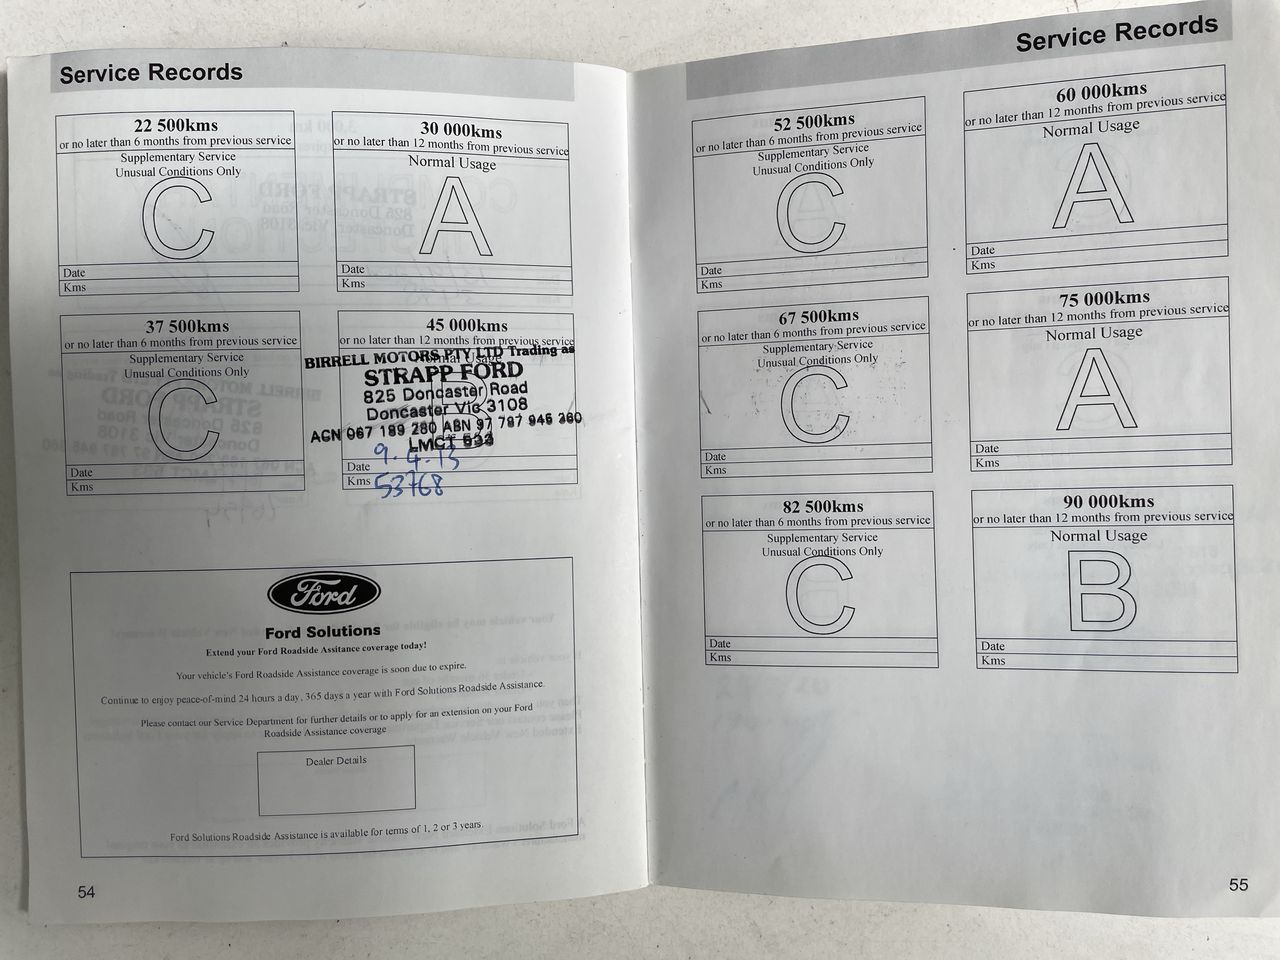 Service Records
22 500kms
or no later than 6 months from previous service
Supplementary Service
Unusual Conditions Only
C
Date
Kms
30 000kms
or no later than 12 months from previous service
Normal Usage
A
Date
Kms
37 500kms
or no later than 6 months from previous service
Supplementary Service
Unusual Conditions Only
C
Date
Kms
45 000kms
or no later than 12 months from previous service
Normal Usage
BIRRELL MOTORS PTY LTD Trading as
STRAPP FORD
825 Doncaster Road
Doncaster Vic 3108
ACN 067 189 280 ABN 97 797 945 360
LMCT 533
B
Date 9.4.13
Kms 53768
Ford
Ford Solutions
Extend your Ford Roadside Assitance coverage today!
Your vehicle's Ford Roadside Assistance coverage is soon due to expire.
Continue to enjoy peace-of-mind 24 hours a day, 365 days a year with Ford Solutions Roadside Assistance.
Please contact our Service Department for further details or to apply for an extension on your Ford
Roadside Assistance coverage
Dealer Details
Ford Solutions Roadside Assistance is available for terms of 1, 2 or 3 years.
54
Service Records
52 500kms
or no later than 6 months from previous service
Supplementary Service
Unusual Conditions Only
C
Date
Kms
60 000kms
or no later than 12 months from previous service
Normal Usage
A
Date
Kms
67 500kms
or no later than 6 months from previous service
Supplementary Service
Unusual Conditions Only
C
Date
Kms
75 000kms
or no later than 12 months from previous service
Normal Usage
A
Date
Kms
82 500kms
or no later than 6 months from previous service
Supplementary Service
Unusual Conditions Only
C
Date
Kms
90 000kms
or no later than 12 months from previous service
Normal Usage
B
Date
Kms
55